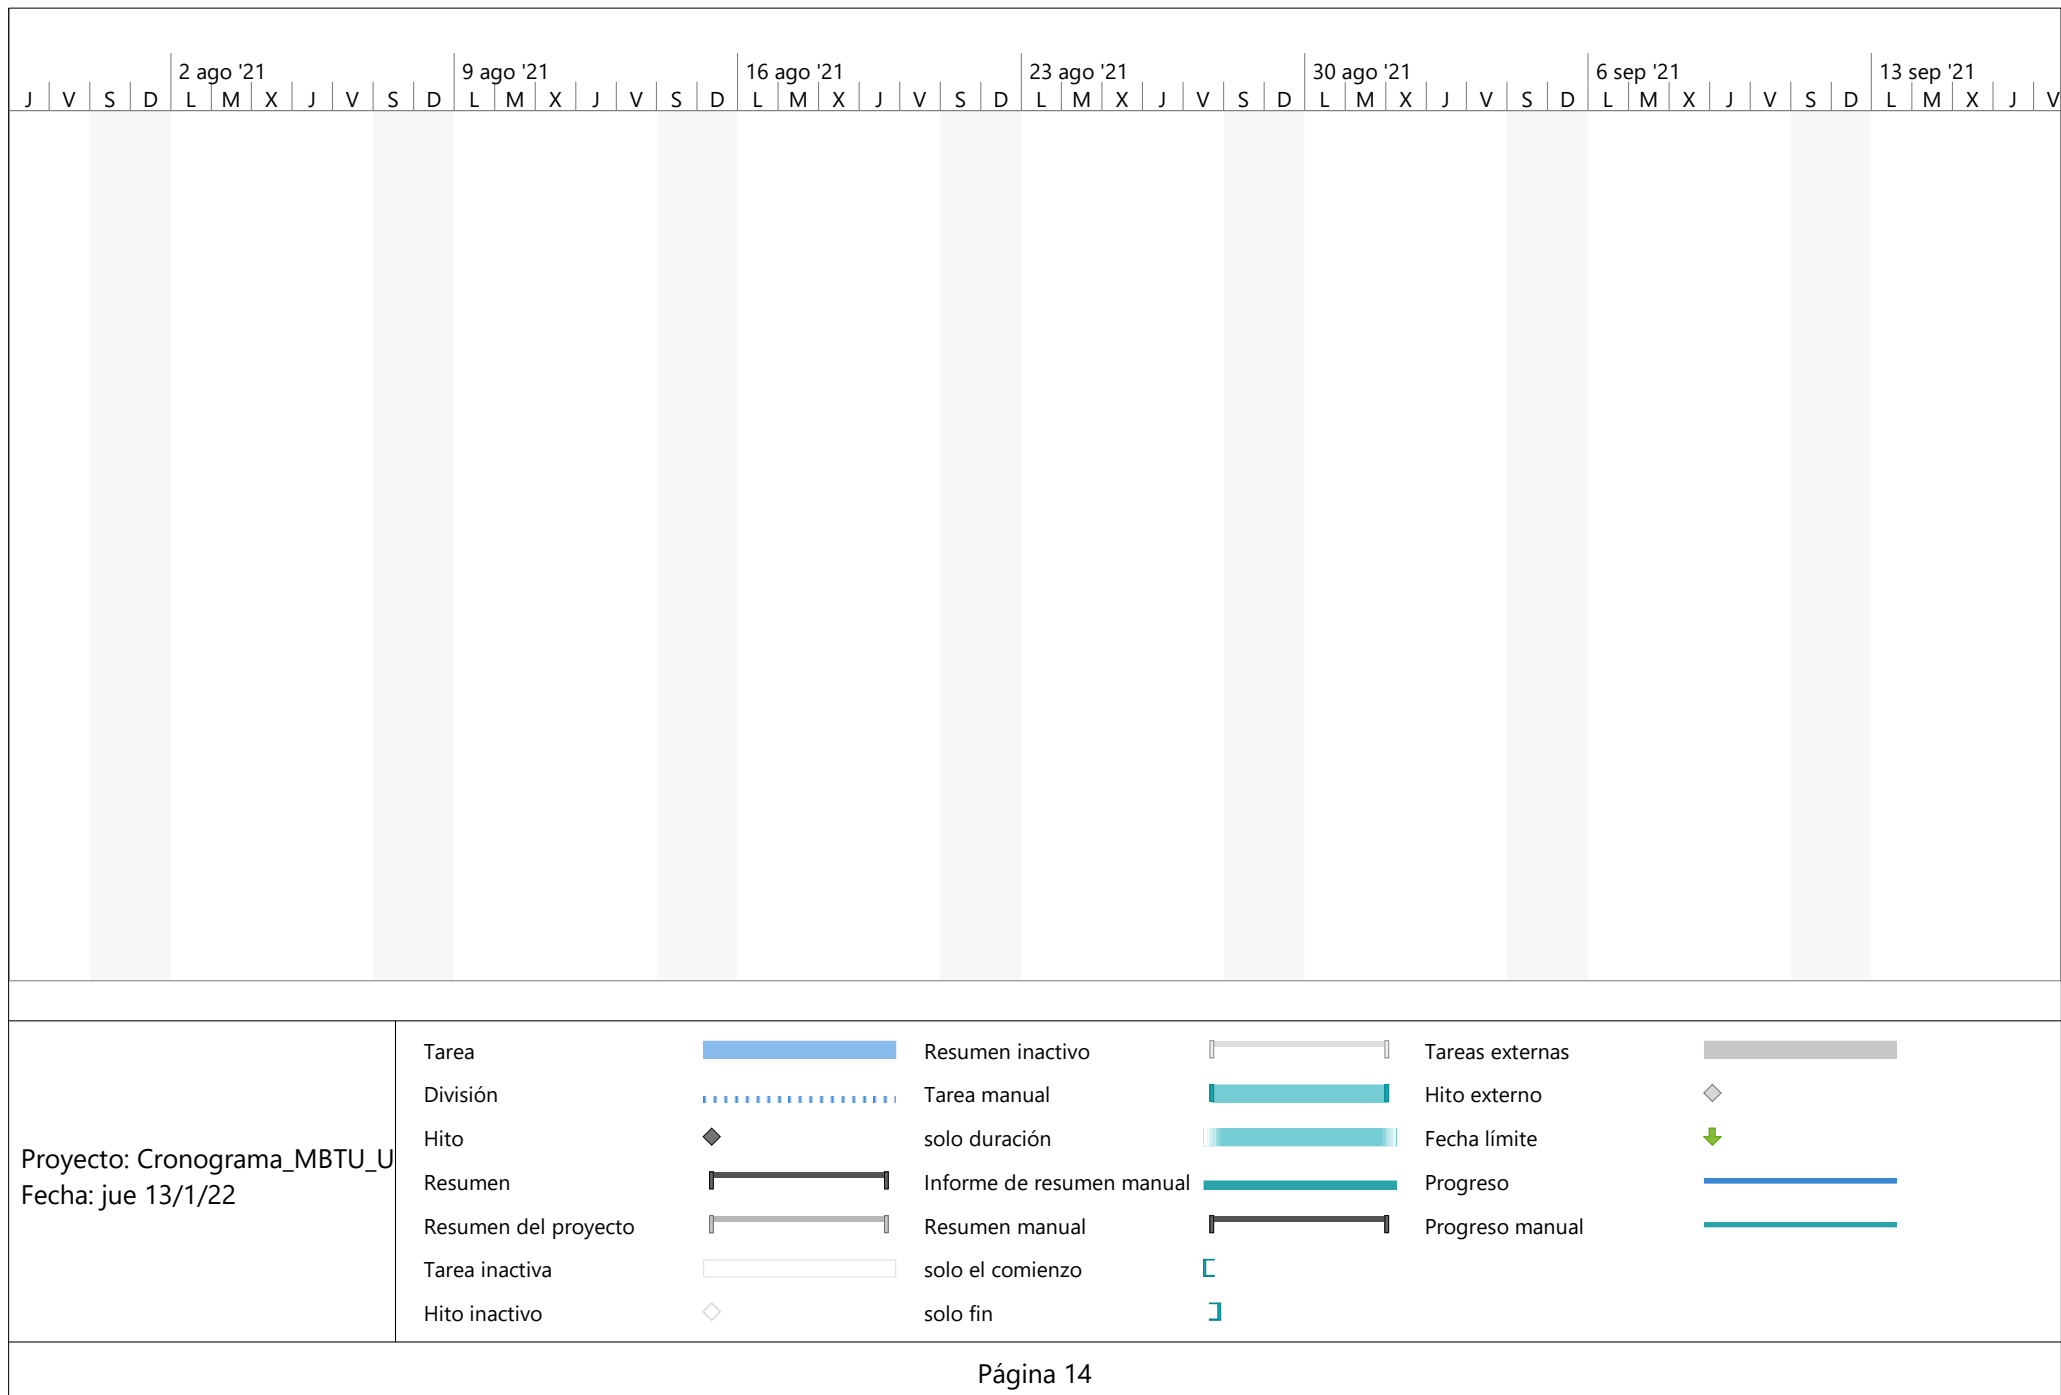 2 ago '21 9 ago '21 16 ago '21 23 ago '21 30 ago '21 6 sep '21 13 sep '21
J V S D L M X J V S D L M X J V S D L M X J V S D L M X J V S D L M X J V S D L M X J V S D L M X J V
Tarea
División
Hito
Resumen
Resumen del proyecto
Tarea inactiva
Hito inactivo
Resumen inactivo
Tarea manual
solo duración
Informe de resumen manual
Resumen manual
solo el comienzo
solo fin
Tareas externas
Hito externo
Fecha límite
Progreso
Progreso manual
Proyecto: Cronograma_MBTU_U
Fecha: jue 13/1/22
Página 14